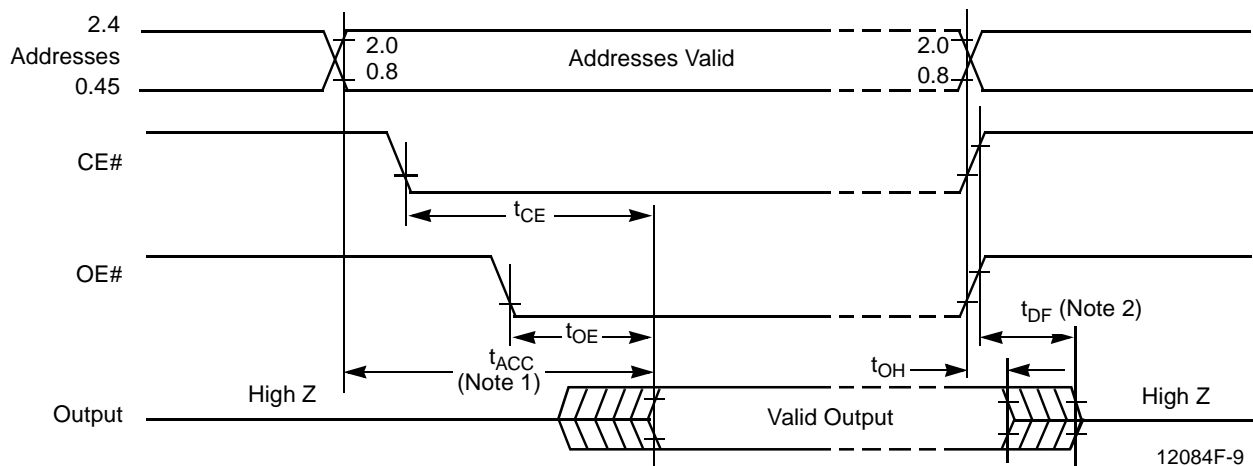 2.4
Addresses
0.45
2.0
0.8
Addresses Valid
2.0
0.8
CE#
tCE
OE#
tOE
tDF (Note 2)
tACC
(Note 1)
tOH
High Z
High Z
Output
Valid Output
12084F-9